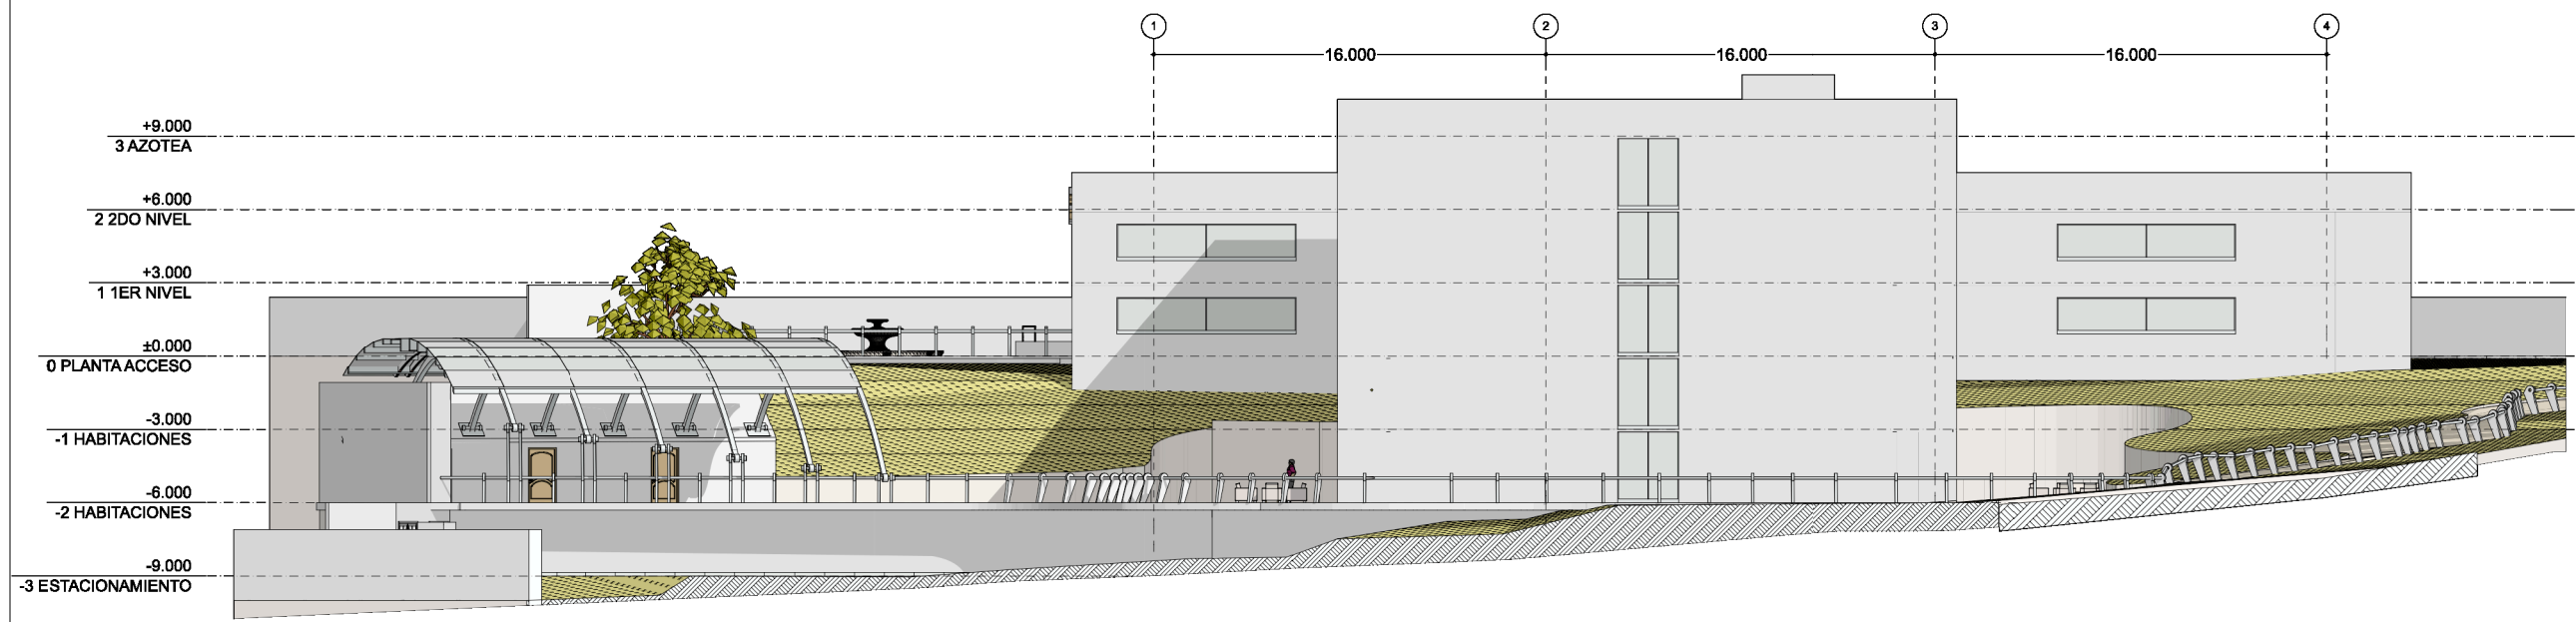 1 2 3 4
16.000 16.000 16.000
+9.000
3 AZOTEA
+6.000
2 2DO NIVEL
+3.000
1 1ER NIVEL
±0.000
0 PLANTA ACCESO
-3.000
-1 HABITACIONES
-6.000
-2 HABITACIONES
-9.000
-3 ESTACIONAMIENTO